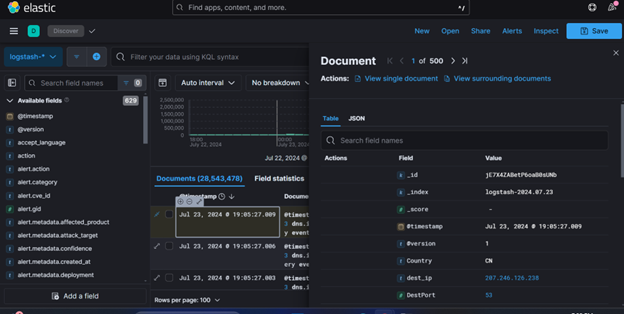 elastic
Find apps, content, and more.
D
Discover
New Open Share Alerts Inspect Save
logstash-*
Filter your data using KQL syntax
Search field names
0
Auto interval
No breakdown
Available fields
629
@timestamp
@version
accept_language
action
alert.action
alert.category
alert.cve_id
alert.gid
alert.metadata.affected_product
alert.metadata.attack_target
alert.metadata.confidence
alert.metadata.created_at
alert.metadata.deployment
Add a field
2,500,000
2,000,000
1,500,000
1,000,000
500,000
0
18:00
July 22, 2024
00:00
July 23, 2024
Jul 22, 2024 @
Documents (28,543,478)
Field statistics
@timestamp
Docume
Jul 23, 2024 @ 19:05:27.009
@timest
3 dns.i
y event
Jul 23, 2024 @ 19:05:27.006
@timest
3 dns.i
ery eve
Jul 23, 2024 @ 19:05:27.003
@timest
3 dns.i
Rows per page: 100
Document
1 of 500
Actions: View single document View surrounding documents
Table JSON
Search field names
Actions Field Value
_id jE7X4ZABetP6oaB0sUNb
_index logstash-2024.07.23
_score -
@timestamp Jul 23, 2024 @ 19:05:27.009
@version 1
Country CN
dest_ip 207.246.126.238
DestPort 53